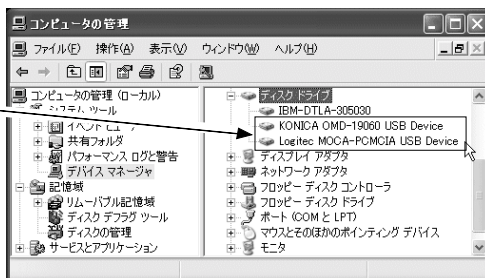 コンピュータの管理
ファイル(F) 操作(A) 表示(V) ウィンドウ(W) ヘルプ(H)
コンピュータの管理 (ローカル)
システム ツール
イベント ビューア
共有フォルダ
パフォーマンス ログと警告
デバイス マネージャ
記憶域
リムーバブル記憶域
ディスク デフラグ ツール
ディスクの管理
サービスとアプリケーション
ディスク ドライブ
IBM-DTLA-305030
KONICA OMD-19060 USB Device
Logitec MOCA-PCMCIA USB Device
ディスプレイ アダプタ
ネットワーク アダプタ
フロッピー ディスク コントローラ
フロッピー ディスク ドライブ
ポート (COM と LPT)
マウスとそのほかのポインティング デバイス
モニタ